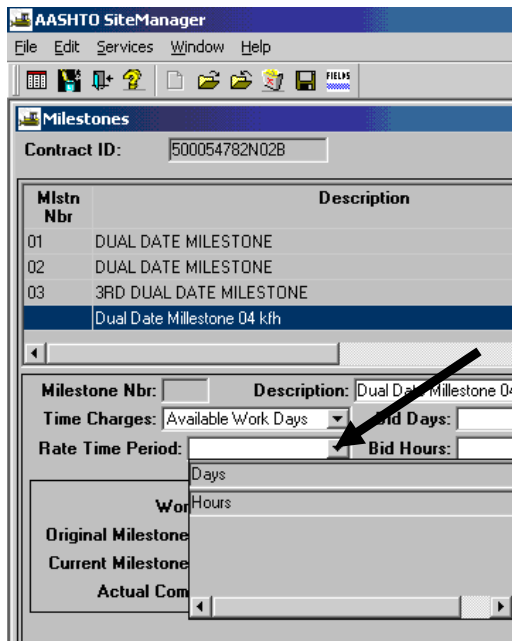 AASHTO SiteManager
File Edit Services Window Help
FIELDS
Milestones
Contract ID: 500054782N02B
Mlstn Nbr Description
01 DUAL DATE MILESTONE
02 DUAL DATE MILESTONE
03 3RD DUAL DATE MILESTONE
Dual Date Millestone 04 kfh
Milestone Nbr: Description: Dual Date Millestone 04
Time Charges: Available Work Days Bid Days:
Rate Time Period: Bid Hours:
Days
Hours
Original Milestone
Current Milestone